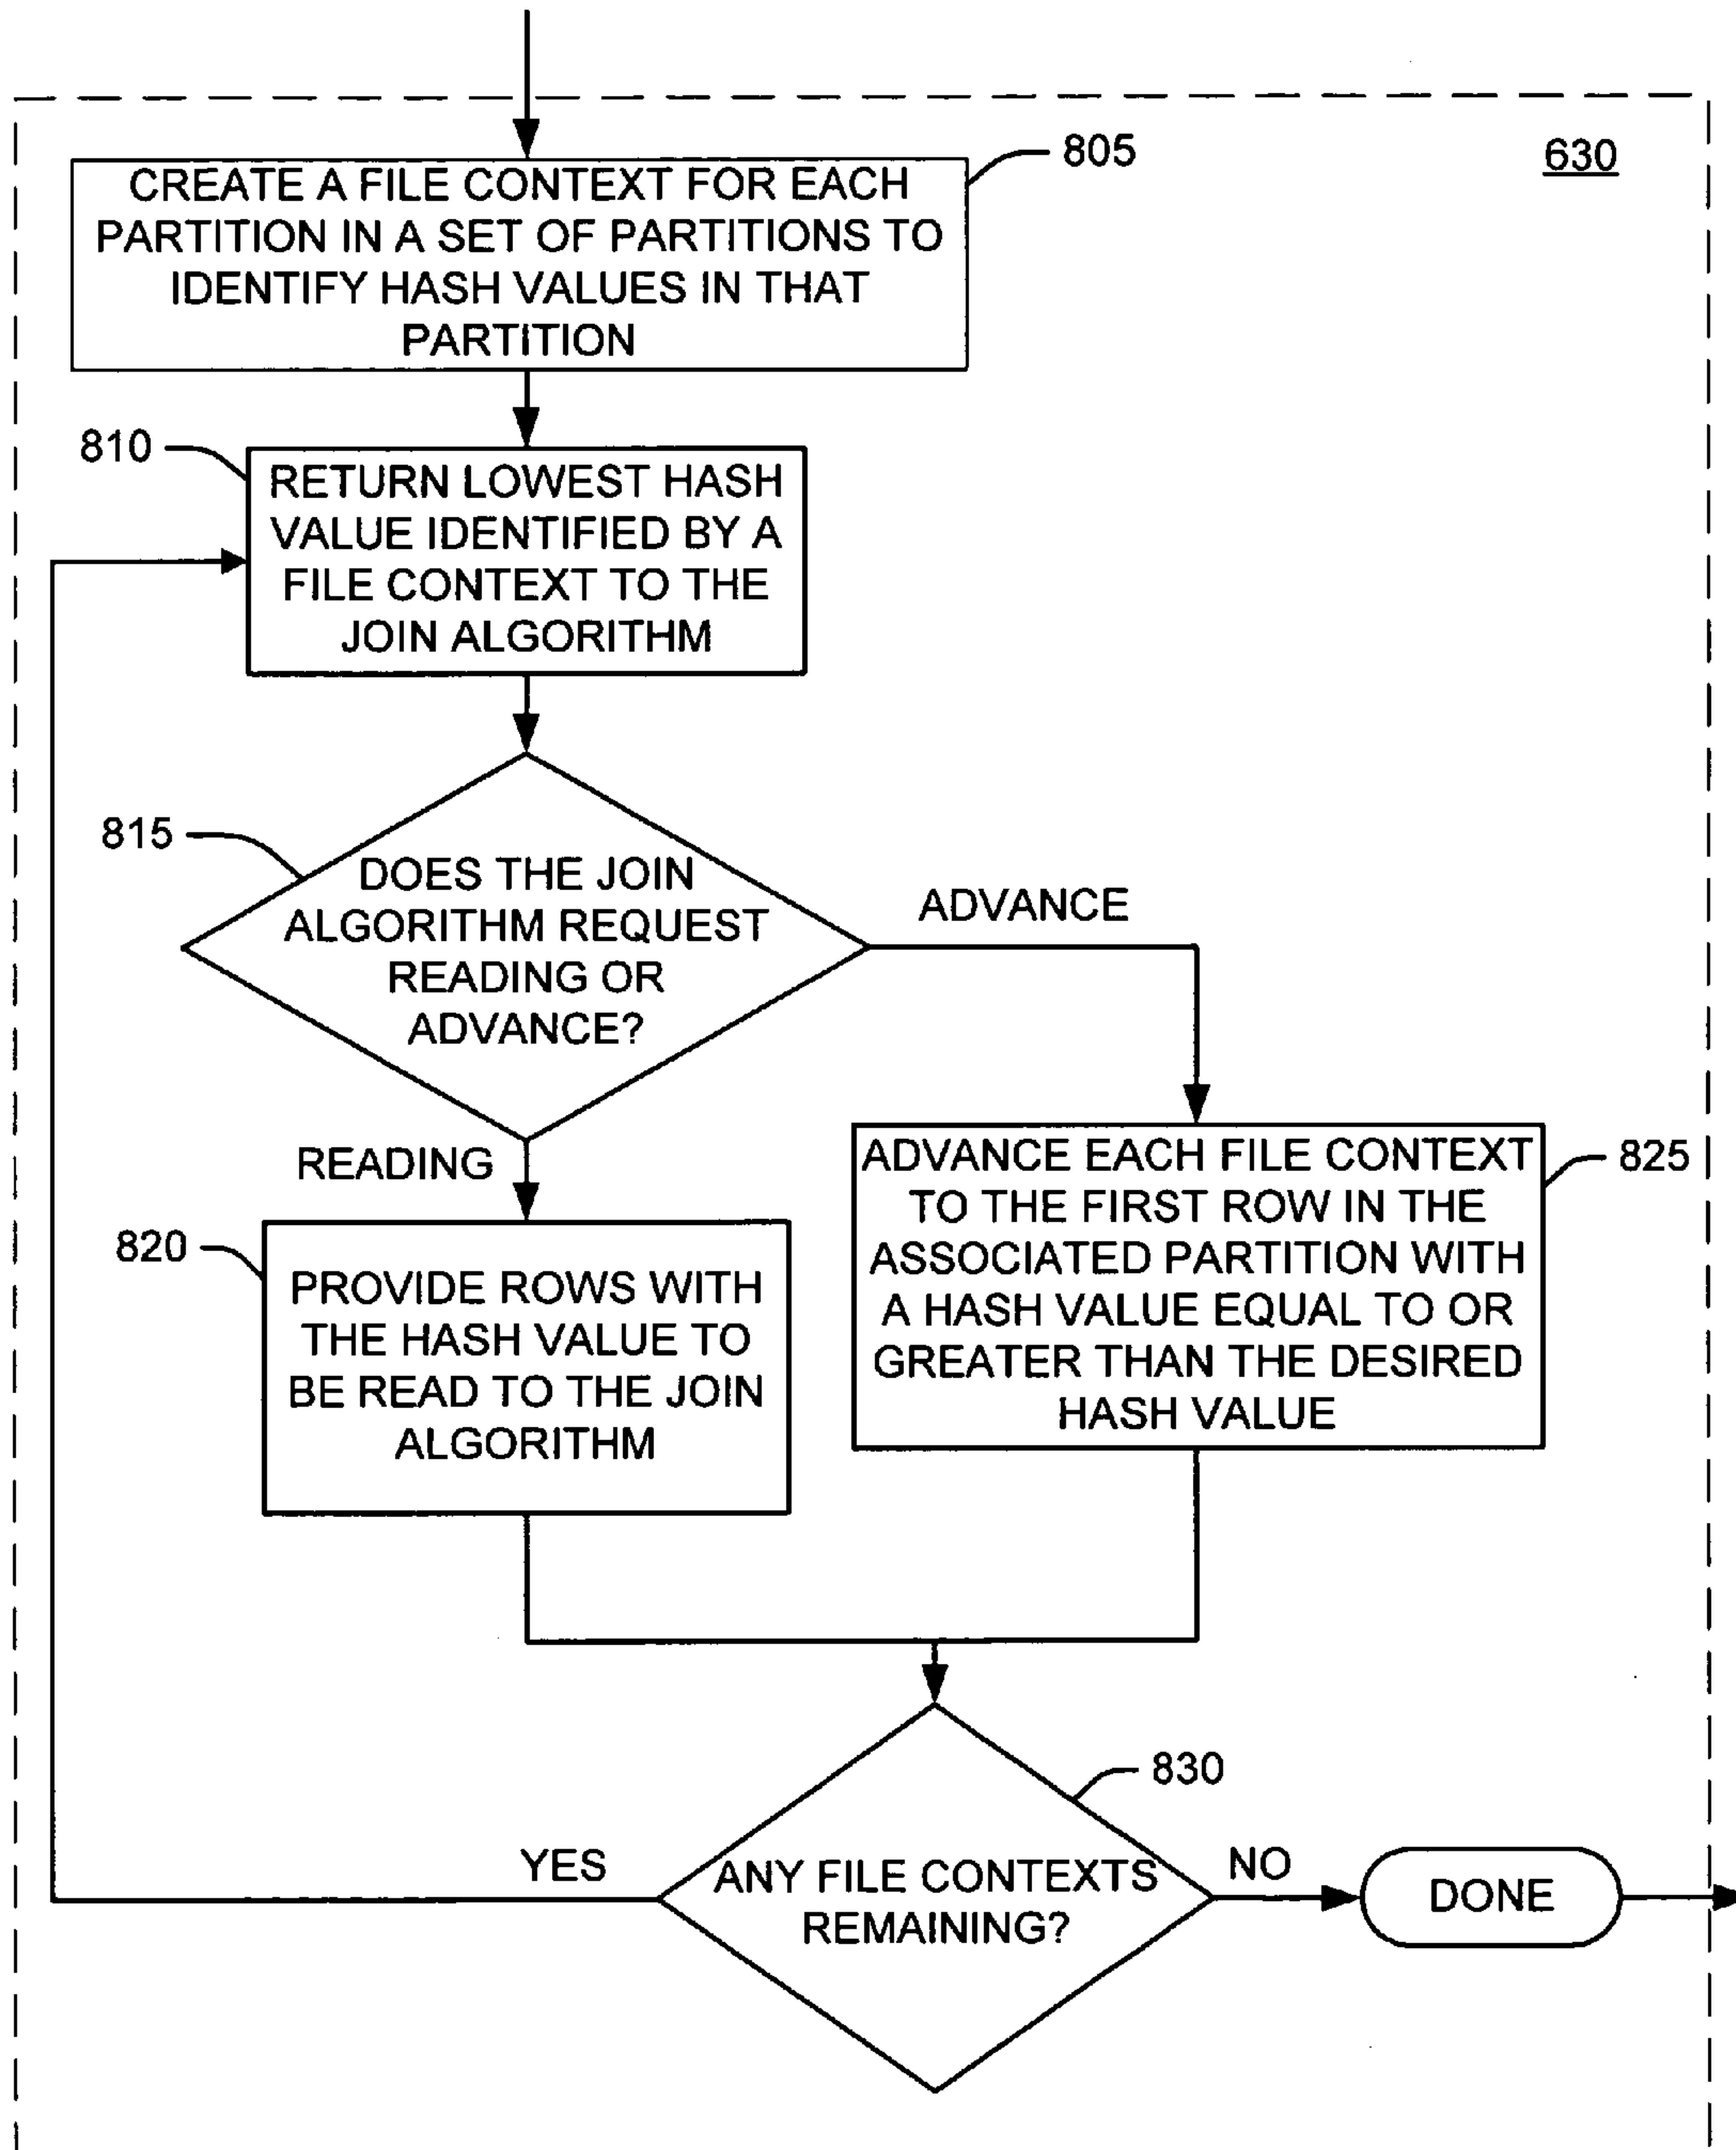 805
630
CREATE A FILE CONTEXT FOR EACH
PARTITION IN A SET OF PARTITIONS TO
IDENTIFY HASH VALUES IN THAT
PARTITION
810
RETURN LOWEST HASH
VALUE IDENTIFIED BY A
FILE CONTEXT TO THE
JOIN ALGORITHM
815
DOES THE JOIN
ALGORITHM REQUEST
READING OR
ADVANCE?
ADVANCE
READING
820
PROVIDE ROWS WITH
THE HASH VALUE TO
BE READ TO THE JOIN
ALGORITHM
825
ADVANCE EACH FILE CONTEXT
TO THE FIRST ROW IN THE
ASSOCIATED PARTITION WITH
A HASH VALUE EQUAL TO OR
GREATER THAN THE DESIRED
HASH VALUE
830
ANY FILE CONTEXTS
REMAINING?
YES
NO
DONE